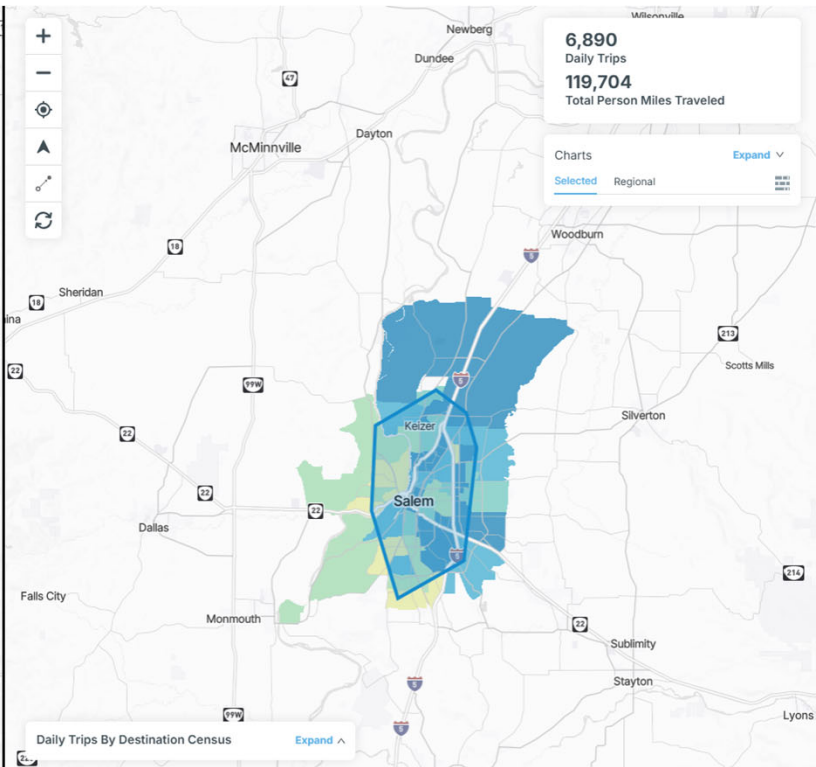 Wilsonville
Newberg
6,890
Daily Trips
Dundee
47
119,704
Total Person Miles Traveled
Dayton
McMinnville
Charts
Expand
Selected
Regional
Woodburn
18
5
Sheridan
18
ina
213
22
5
Scotts Mills
99W
Keizer
Silverton
22
22
Salem
22
Dallas
5
214
Falls City
Monmouth
22
Sublimity
5
Stayton
99W
Lyons
5
Daily Trips By Destination Census
Expand